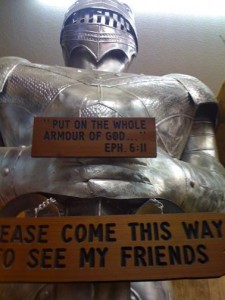 "PUT ON THE WHOLE
ARMOUR OF GOD..."
EPH. 6:11
EASE COME THIS WAY
TO SEE MY FRIENDS